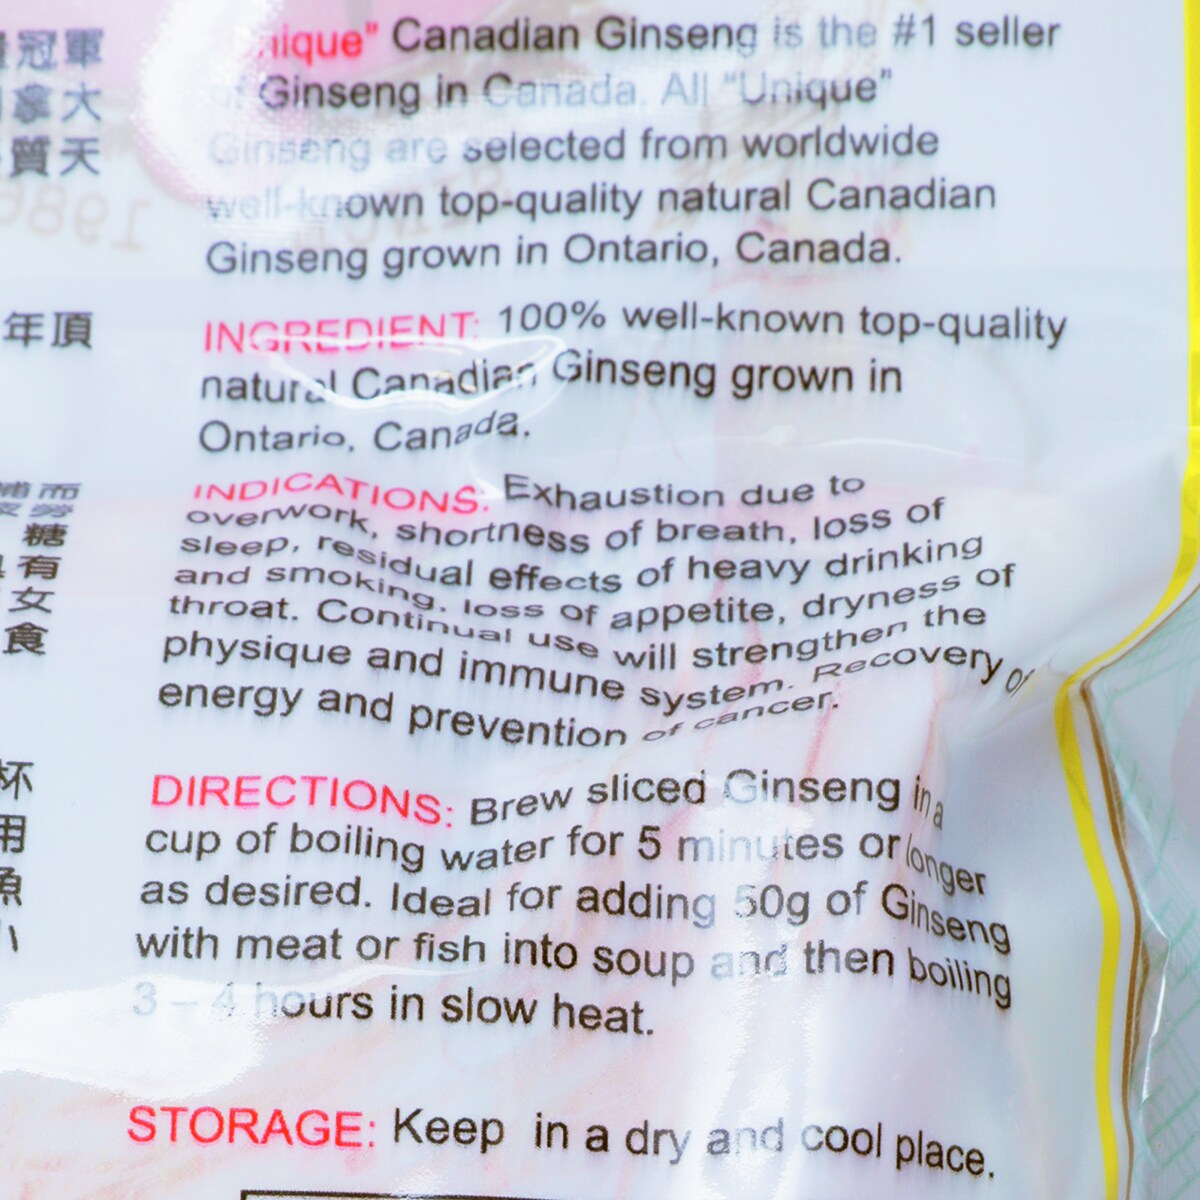 冠軍
拿大
質天
年頂
補而
糖
有
女
食
杯
用
魚
nique” Canadian Ginseng is the #1 seller
of Ginseng in Canada. All “Unique”
Ginseng are selected from worldwide
well-known top-quality natural Canadian
Ginseng grown in Ontario, Canada.
INGREDIENT: 100% well-known top-quality
natural Canadian Ginseng grown in
Ontario, Canada.
INDICATIONS: Exhaustion due to
overwork, shortness of breath, loss of
sleep, residual effects of heavy drinking
and smoking, loss of appetite, dryness of
throat. Continual use will strengthen the
physique and immune system. Recovery of
energy and prevention of cancer.
DIRECTIONS: Brew sliced Ginseng in a
cup of boiling water for 5 minutes or longer
as desired. Ideal for adding 50g of Ginseng
with meat or fish into soup and then boiling
3 – 4 hours in slow heat.
STORAGE: Keep in a dry and cool place.